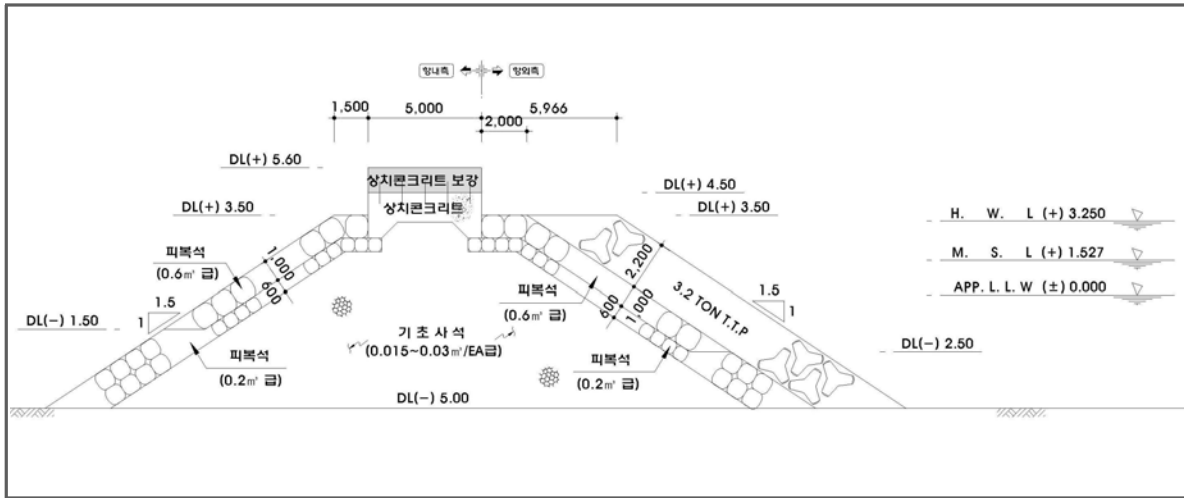 항내측 항외측
1,500 5,000 5,966
2,000
DL(+) 5.60
상치콘크리트 보강
DL(+) 4.50
DL(+) 3.50 상치콘크리트 DL(+) 3.50
H. W. L (+) 3.250
M. S. L (+) 1.527
APP. L. L. W (±) 0.000
피복석
(0.6㎥ 급)
1,000
600
1.5
1
DL(-) 1.50
피복석
(0.2㎥ 급)
기 초 사 석
(0.015~0.03㎥/EA급)
피복석
(0.6㎥ 급)
2,200
1,000
600
3.2 TON T.T.P
1.5
1
DL(-) 2.50
피복석
(0.2㎥ 급)
DL(-) 5.00